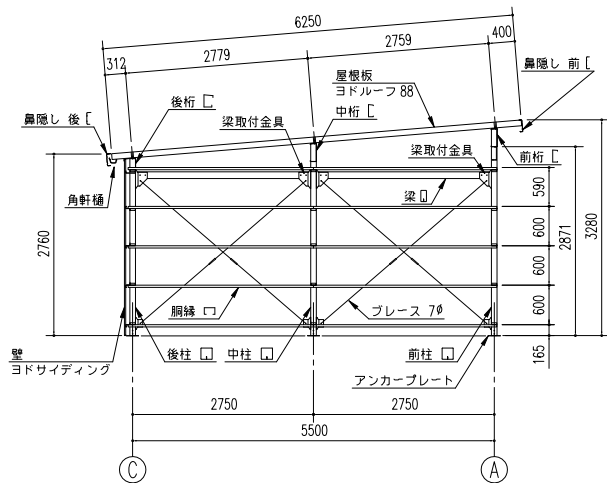 6250
312
2779
2759
400
鼻隠し 前
屋根板
ヨドルーフ 88
後桁
中桁
鼻隠し 後
梁取付金具
梁取付金具
前桁
角軒樋
梁
590
600
600
600
165
2871
3280
2760
胴縁
ブレース 7φ
後柱
中柱
前柱
壁
ヨドサイディング
アンカープレート
2750
2750
5500
C
A